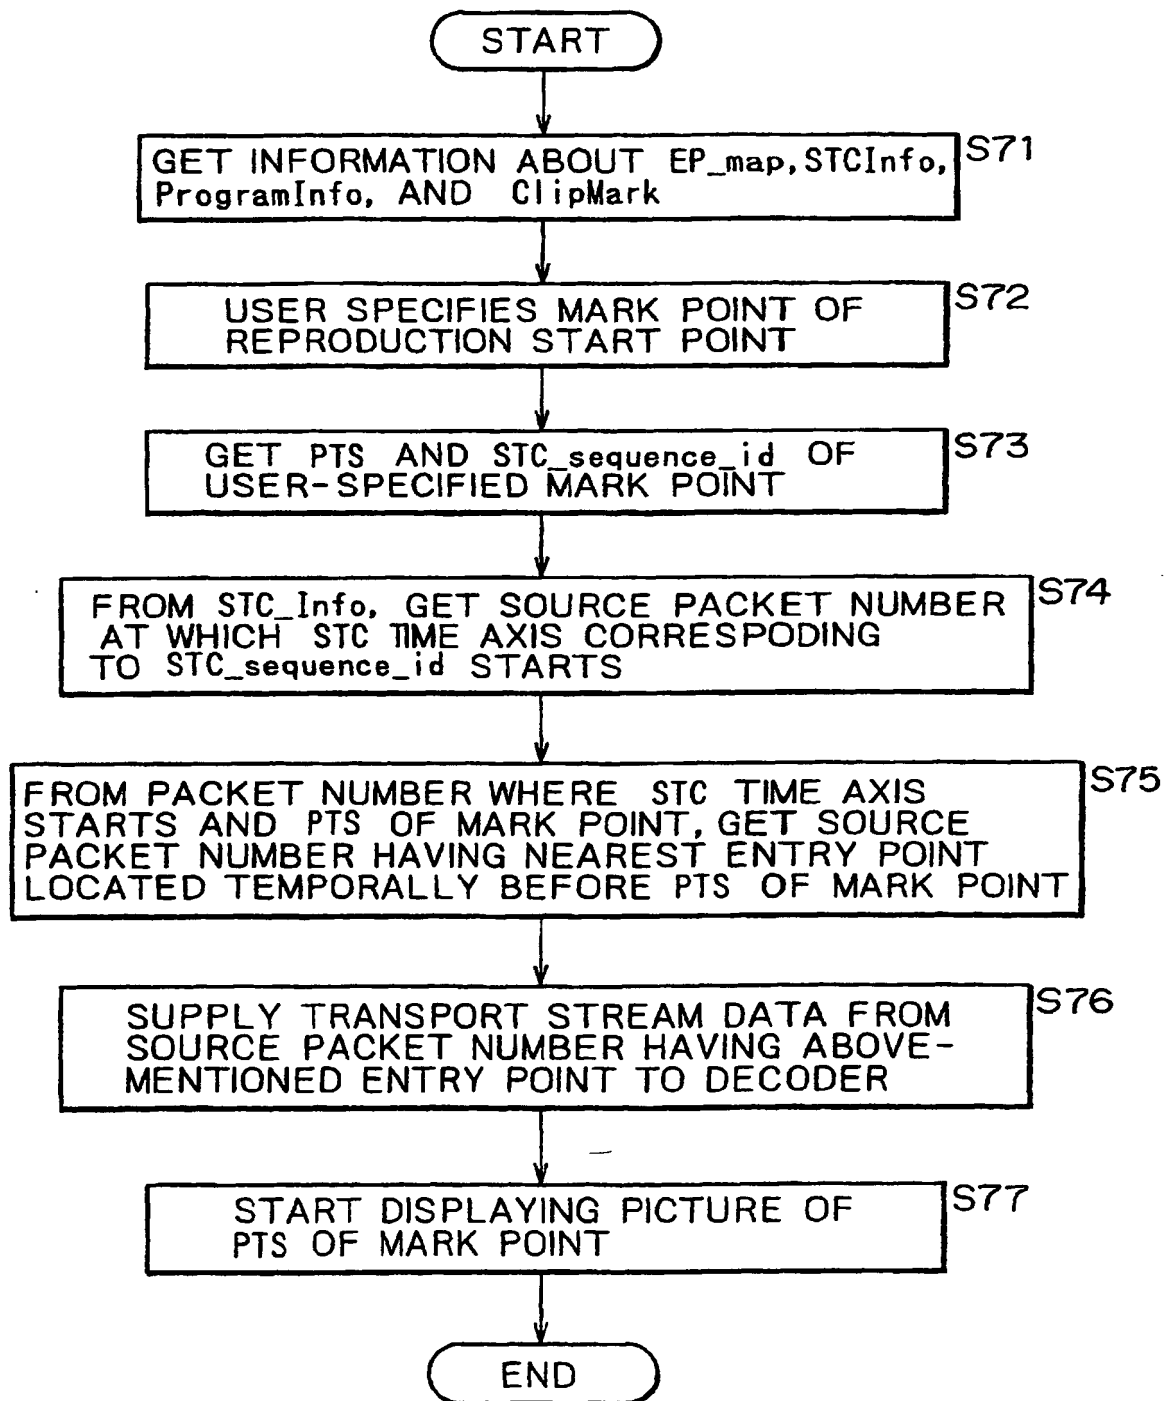 START
GET INFORMATION ABOUT EP_map, STCInfo,
ProgramInfo, AND ClipMark
S71
USER SPECIFIES MARK POINT OF
REPRODUCTION START POINT
S72
GET PTS AND STC_sequence_id OF
USER-SPECIFIED MARK POINT
S73
FROM STC_Info, GET SOURCE PACKET NUMBER
AT WHICH STC TIME AXIS CORRESPODING
TO STC_sequence_id STARTS
S74
FROM PACKET NUMBER WHERE STC TIME AXIS
STARTS AND PTS OF MARK POINT, GET SOURCE
PACKET NUMBER HAVING NEAREST ENTRY POINT
LOCATED TEMPORALLY BEFORE PTS OF MARK POINT
S75
SUPPLY TRANSPORT STREAM DATA FROM
SOURCE PACKET NUMBER HAVING ABOVE-
MENTIONED ENTRY POINT TO DECODER
S76
START DISPLAYING PICTURE OF
PTS OF MARK POINT
S77
END